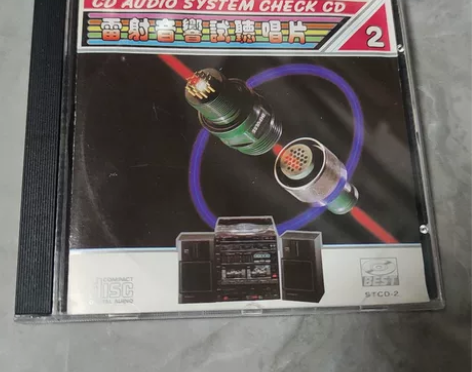 CD AUDIO SYSTEM CHECK CD
雷射音響試聽唱片
2
COMPACT
DISC
DIGITAL AUDIO
BEST
STCD-2